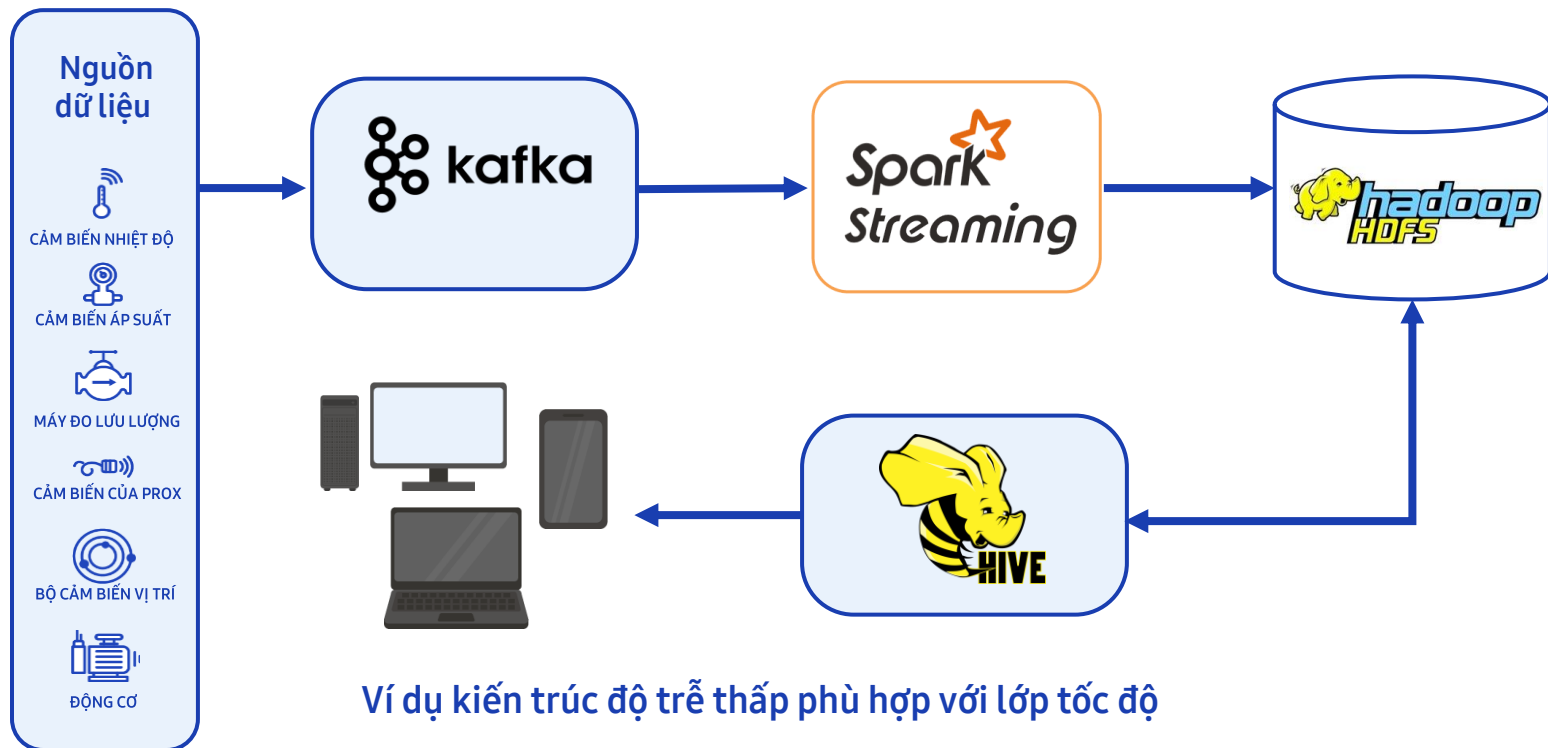 Nguồn
dữ liệu
CẢM BIẾN NHIỆT ĐỘ
CẢM BIẾN ÁP SUẤT
MÁY ĐO LƯU LƯỢNG
CẢM BIẾN CỦA PROX
BỘ CẢM BIẾN VỊ TRÍ
ĐỘNG CƠ
kafka
Spark
Streaming
hadoop
HDFS
HIVE
Ví dụ kiến trúc độ trễ thấp phù hợp với lớp tốc độ